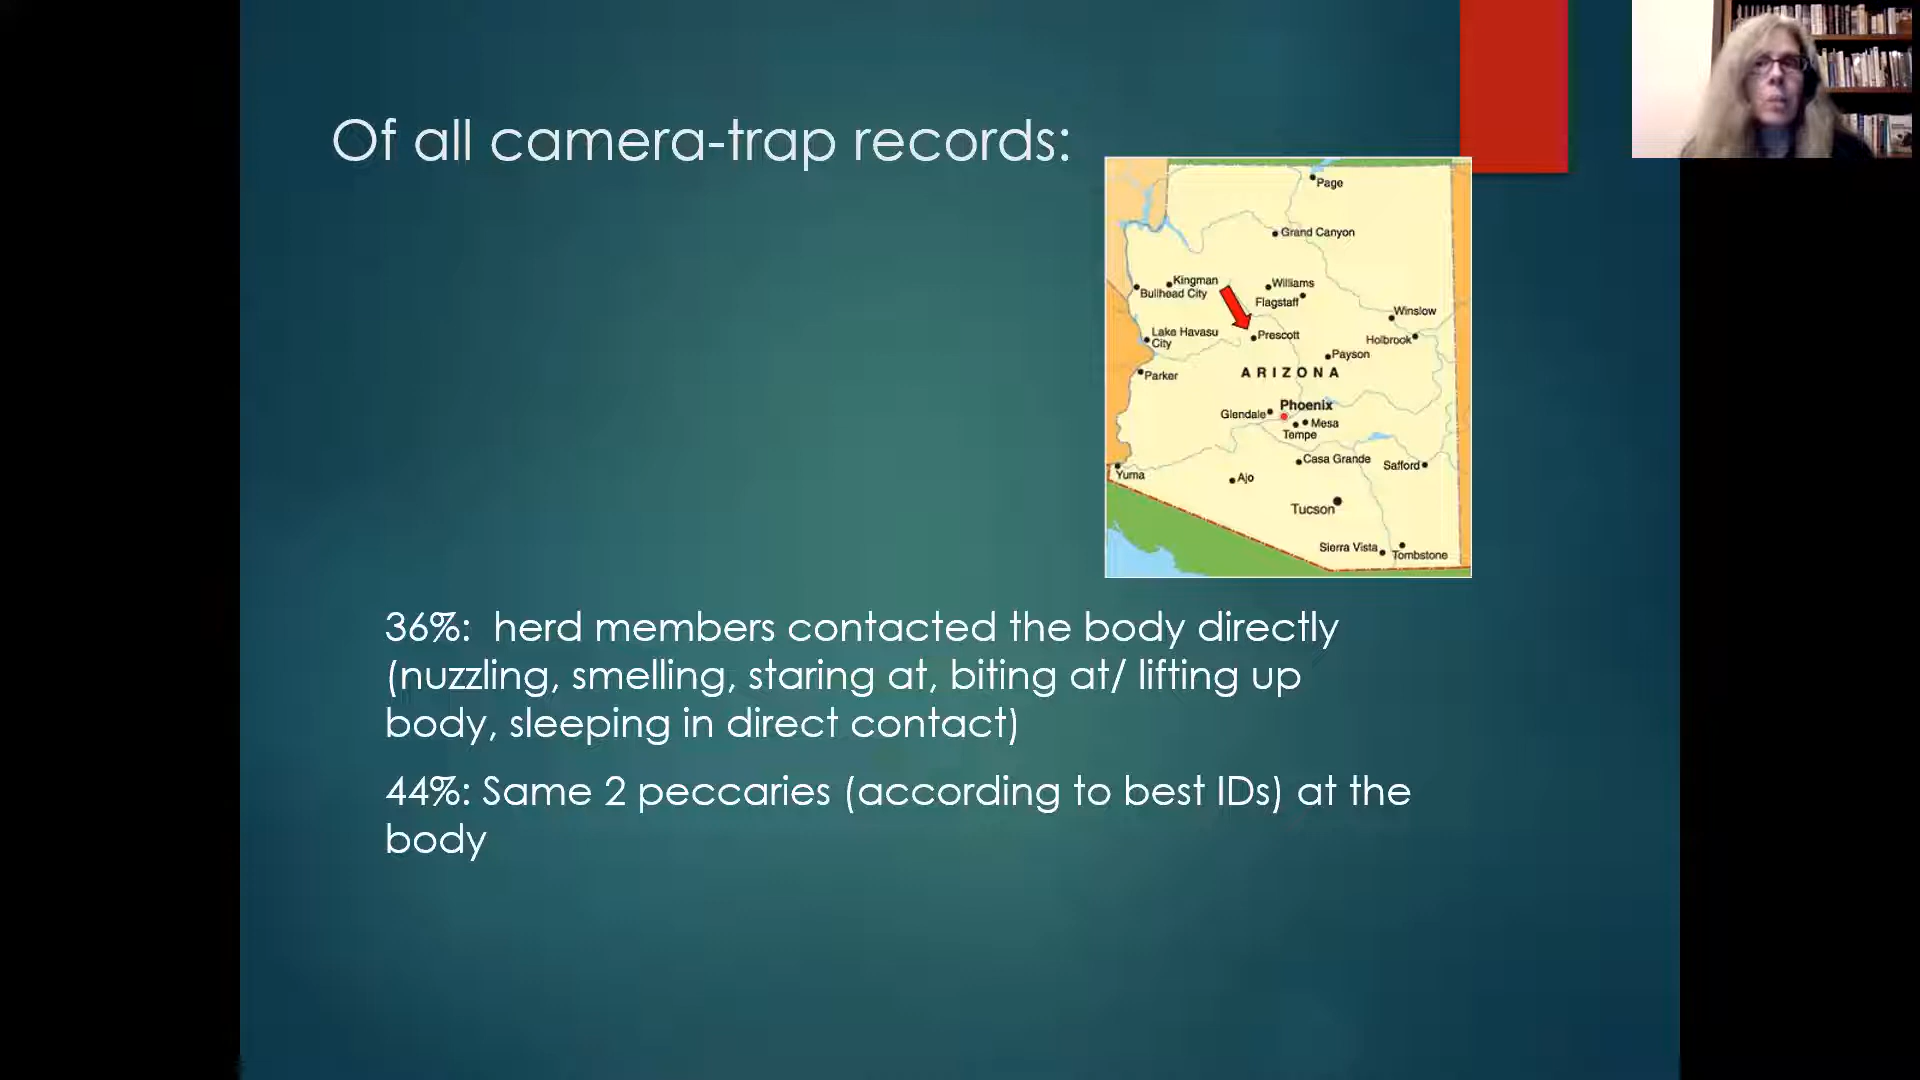 Of all camera-trap records:
Page
Grand Canyon
Kingman
Williams
Bullhead City
Flagstaff
Winslow
Lake Havasu
City
Prescott
Holbrook
Payson
Parker
ARIZONA
Phoenix
Glendale
Mesa
Tempe
Casa Grande
Safford
Yuma
Ajo
Tucson
Sierra Vista
Tombstone
36%: herd members contacted the body directly
(nuzzling, smelling, staring at, biting at/ lifting up
body, sleeping in direct contact)
44%: Same 2 peccaries (according to best IDs) at the
body